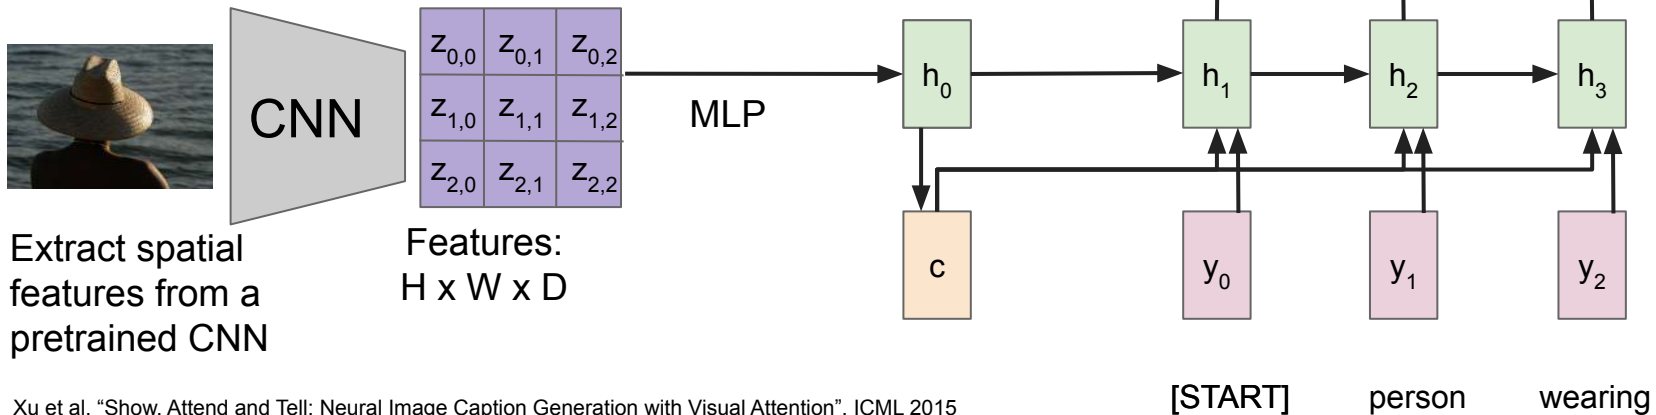 CNN
z0,0 z0,1 z0,2
z1,0 z1,1 z1,2
z2,0 z2,1 z2,2
MLP
h0
h1
h2
h3
Extract spatial
features from a
pretrained CNN
Features:
H x W x D
c
y0
y1
y2
[START]
person
wearing
Xu et al, “Show, Attend and Tell: Neural Image Caption Generation with Visual Attention”, ICML 2015